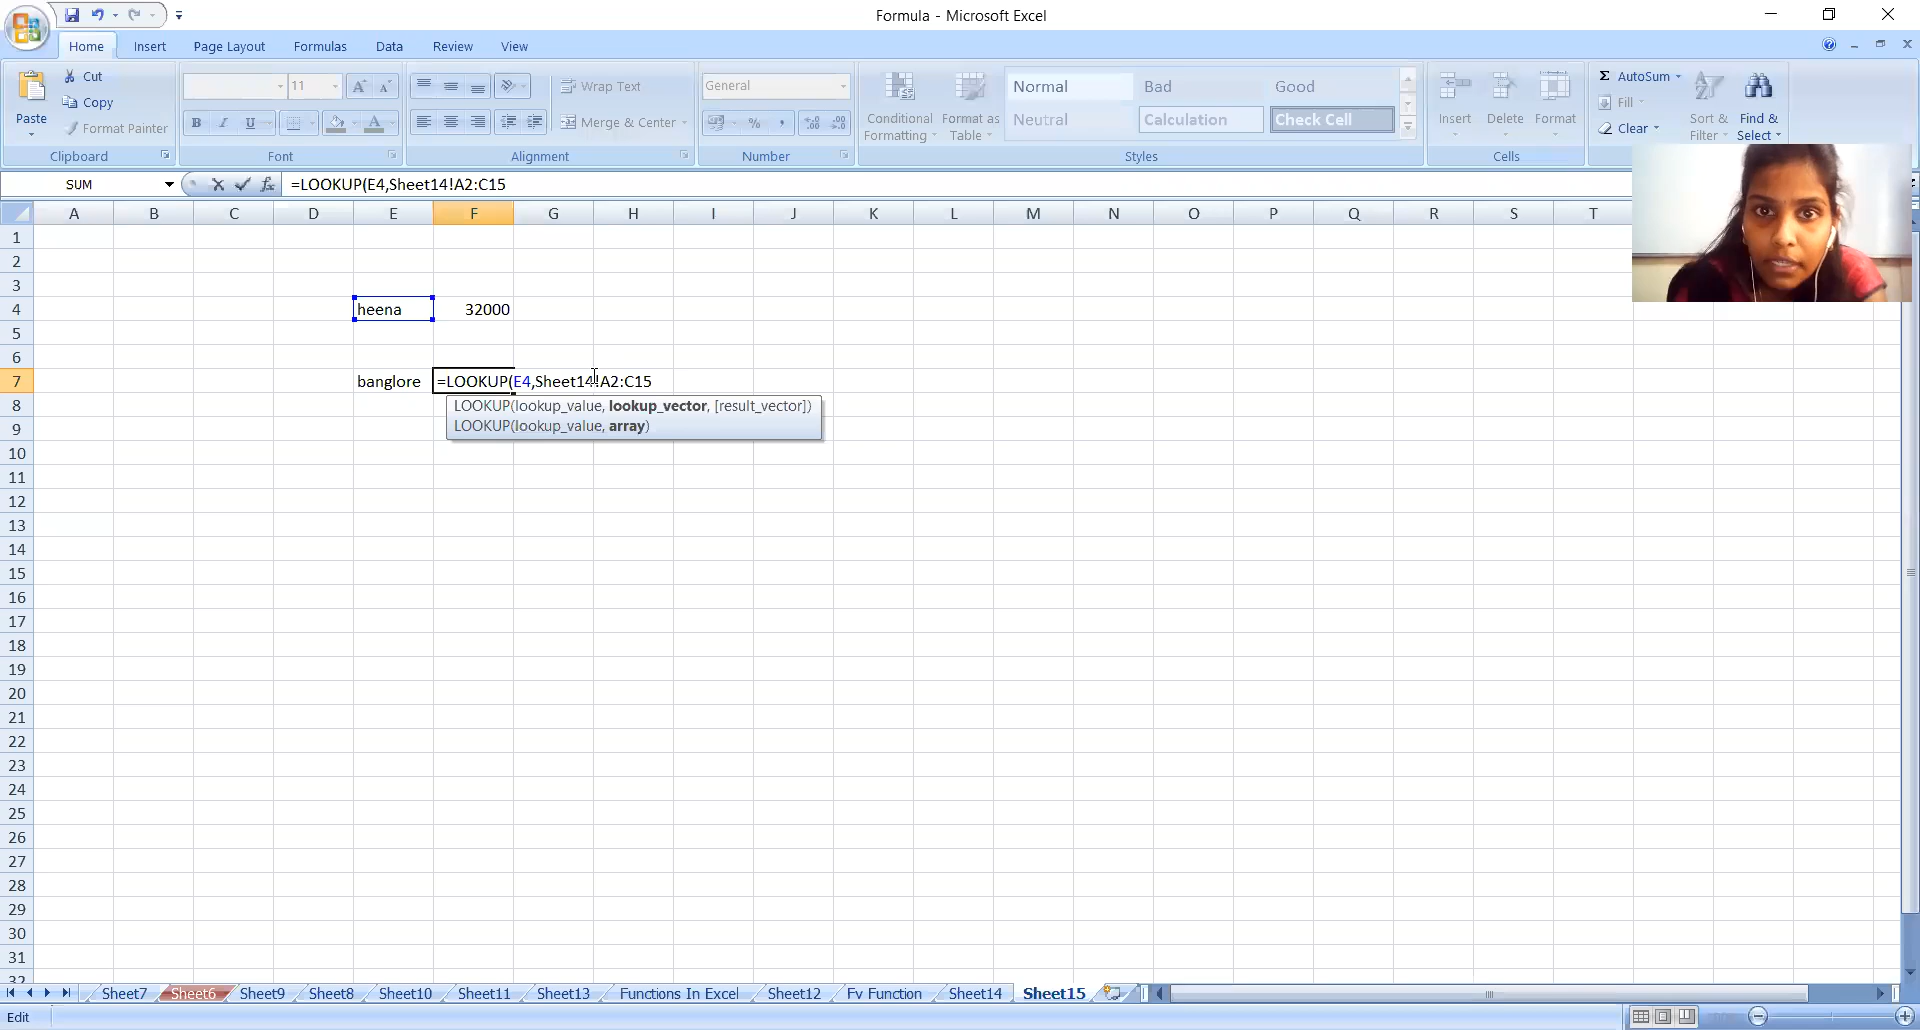 Formula - Microsoft Excel
Home Insert Page Layout Formulas Data Review View
Paste
Cut
Copy
Format Painter
Clipboard
11
Font
Wrap Text
Merge & Center
Alignment
General
Number
Conditional Formatting
Format as Table
Normal Bad Good
Neutral Calculation Check Cell
Styles
Insert Delete Format
Cells
Σ AutoSum
Fill
Clear
Sort & Filter
Find & Select
SUM fx =LOOKUP(E4,Sheet14!A2:C15
A B C D E F G H I J K L M N O P Q R S T
1
2
3
4 heena 32000
5
6
7 banglore =LOOKUP(E4,Sheet14!A2:C15
8 LOOKUP(lookup_value, lookup_vector, [result_vector])
LOOKUP(lookup_value, array)
9
10
11
12
13
14
15
16
17
18
19
20
21
22
23
24
25
26
27
28
29
30
31
32
Sheet7 Sheet6 Sheet9 Sheet8 Sheet10 Sheet11 Sheet13 Functions In Excel Sheet12 Fv Function Sheet14 Sheet15
Edit